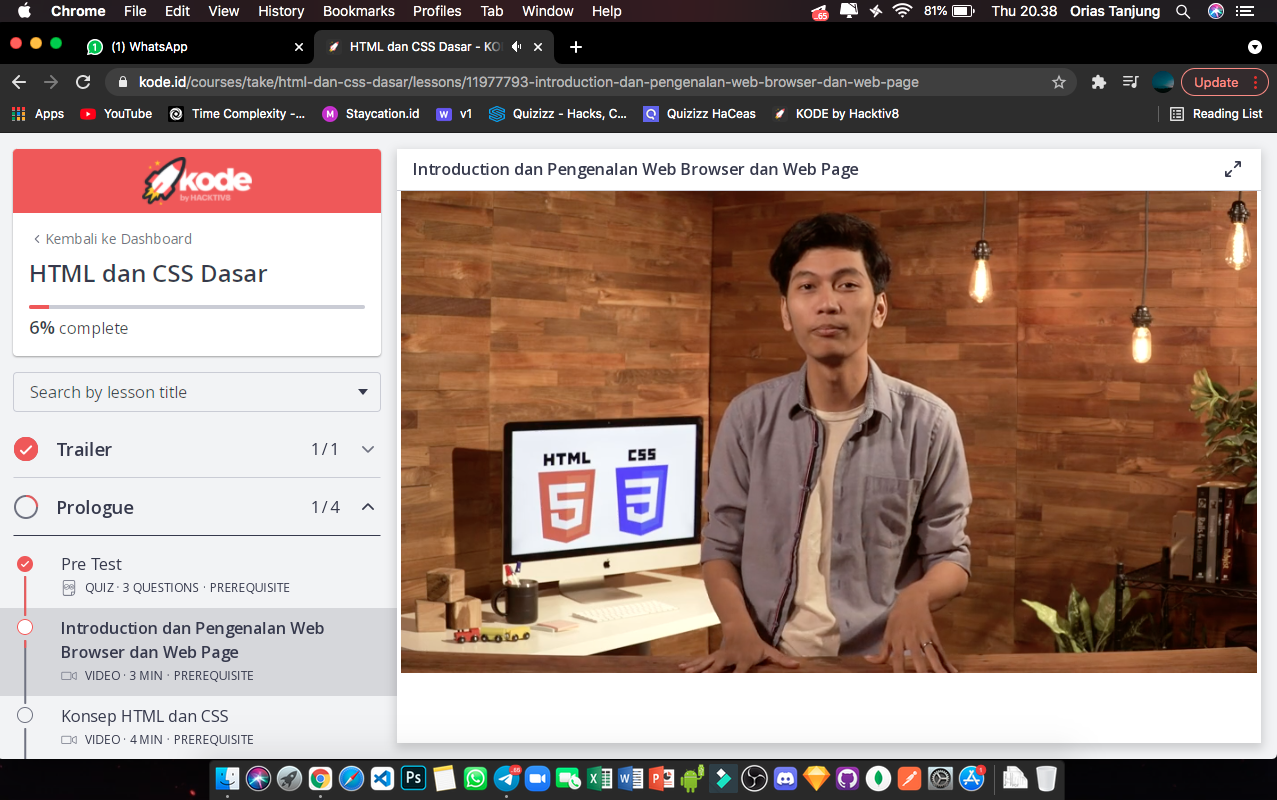 Chrome File Edit View History Bookmarks Profiles Tab Window Help 81% Thu 20.38 Orias Tanjung
(1) WhatsApp
HTML dan CSS Dasar - KO
kode.id/courses/take/html-dan-css-dasar/lessons/11977793-introduction-dan-pengenalan-web-browser-dan-web-page
Update
Apps YouTube Time Complexity -... Staycation.id v1 Quizizz - Hacks, C... Quizizz HaCeas KODE by Hacktiv8 Reading List
kode
by HACKTIV8
Kembali ke Dashboard
HTML dan CSS Dasar
6% complete
Search by lesson title
Trailer 1 / 1
Prologue 1 / 4
Pre Test
QUIZ · 3 QUESTIONS · PREREQUISITE
Introduction dan Pengenalan Web
Browser dan Web Page
VIDEO · 3 MIN · PREREQUISITE
Konsep HTML dan CSS
VIDEO · 4 MIN · PREREQUISITE
Introduction dan Pengenalan Web Browser dan Web Page
HTML CSS
5 3
Ps